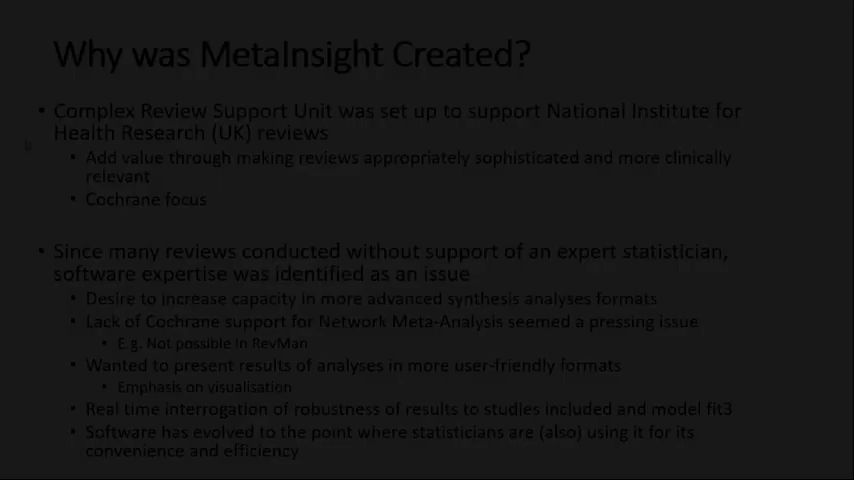 Why was MetaInsight Created?
• Complex Review Support Unit was set up to support National Institute for
Health Research (UK) reviews
• Add value through making reviews appropriately sophisticated and more clinically
relevant
• Cochrane focus
• Since many reviews conducted without support of an expert statistician,
software expertise was identified as an issue
• Desire to increase capacity in more advanced synthesis analyses formats
• Lack of Cochrane support for Network Meta-Analysis seemed a pressing issue
• E.g. Not possible in RevMan
• Wanted to present results of analyses in more user-friendly formats
• Emphasis on visualisation
• Real time interrogation of robustness of results to studies included and model fit3
• Software has evolved to the point where statisticians are (also) using it for its
convenience and efficiency